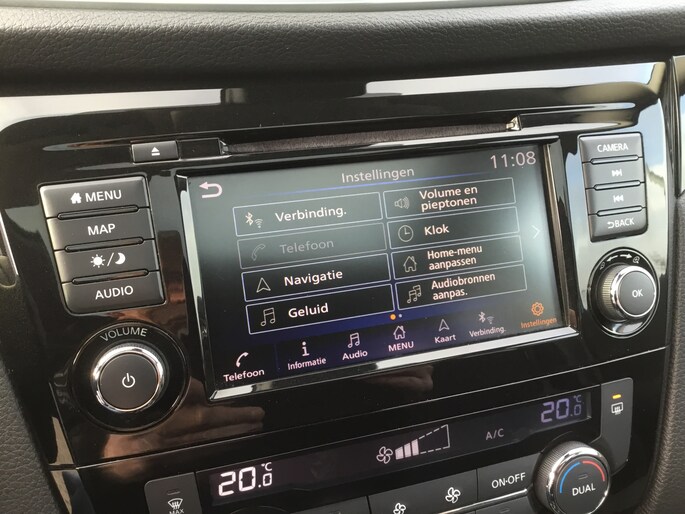 MENU
MAP
AUDIO
VOLUME
Instellingen
11:08
Verbinding.
Volume en
pieptonen
Telefoon
Klok
Navigatie
Home-menu
aanpassen
Geluid
Audiobronnen
aanpas.
Telefoon
Informatie
Audio
MENU
Kaart
Verbinding.
Instellingen
CAMERA
BACK
OK
20.0 °C
A/C
20.0 °C
MAX
ON·OFF
DUAL